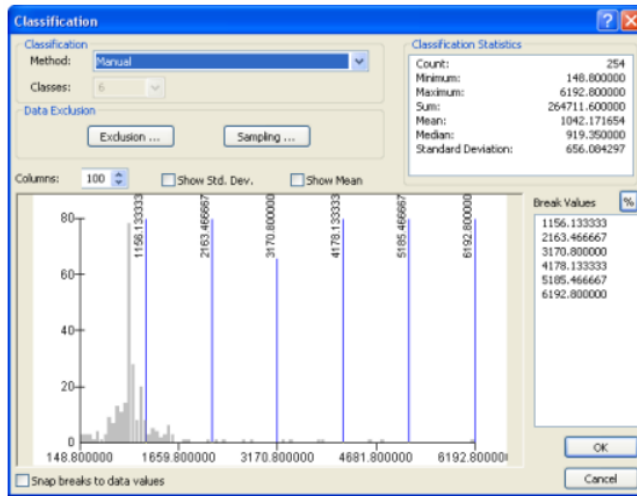 Classification
Classification
Method: Manual
Classes: 6
Data Exclusion
Exclusion ...
Sampling ...
Classification Statistics
Count: 254
Minimum: 148.800000
Maximum: 6192.800000
Sum: 264711.600000
Mean: 1042.171654
Median: 919.350000
Standard Deviation: 656.084297
Columns: 100
Show Std. Dev.
Show Mean
Break Values
%
1156.133333
2163.466667
3170.800000
4178.133333
5185.466667
6192.800000
80
60
40
20
0
1156.133333
2163.466667
3170.800000
4178.133333
5185.466667
6192.800000
148.800000
1659.800000
3170.800000
4681.800000
6192.800000
Snap breaks to data values
OK
Cancel